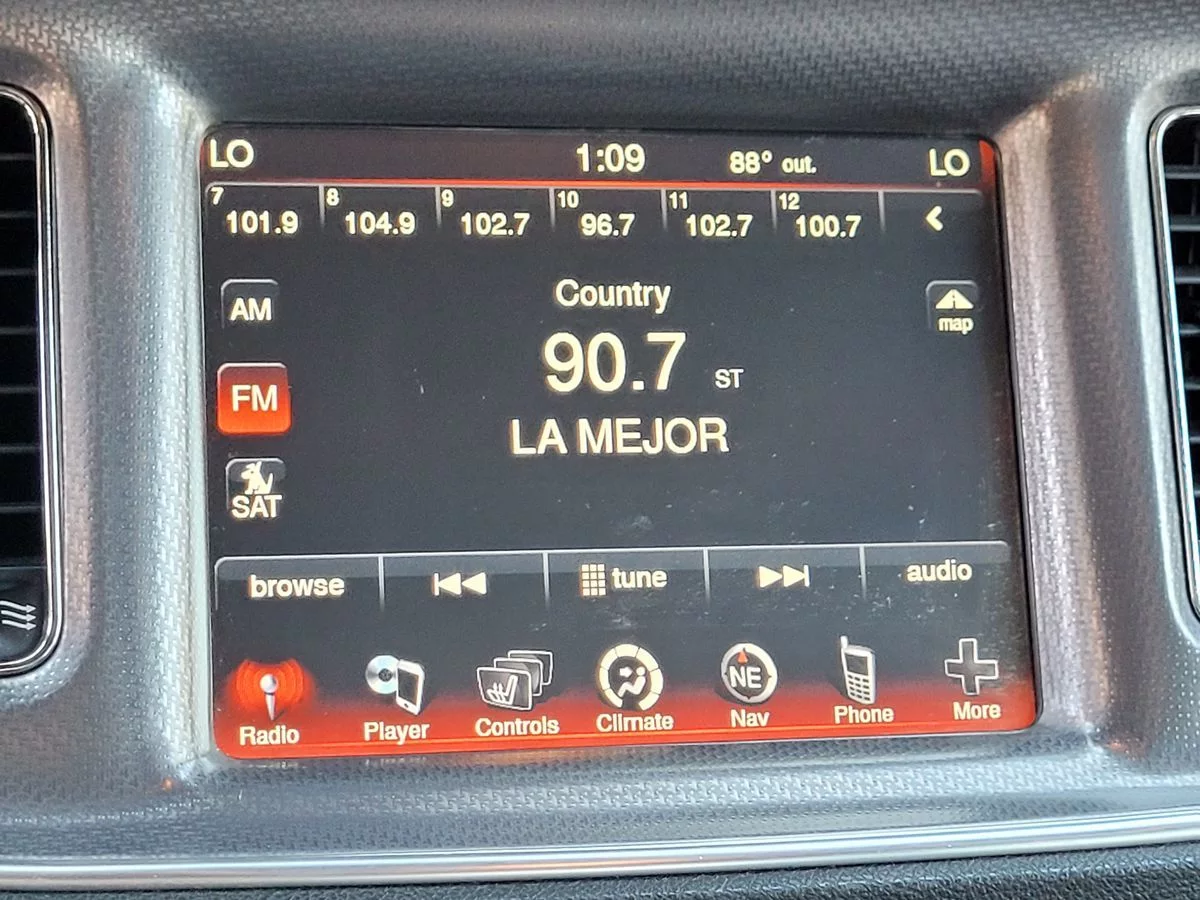 LO 1:09 88° out. LO
7 8 9 10 11 12
101.9 104.9 102.7 96.7 102.7 100.7
AM
Country
map
FM
90.7 ST
LA MEJOR
SAT
browse tune audio
NE
Radio Player Controls Climate Nav Phone More